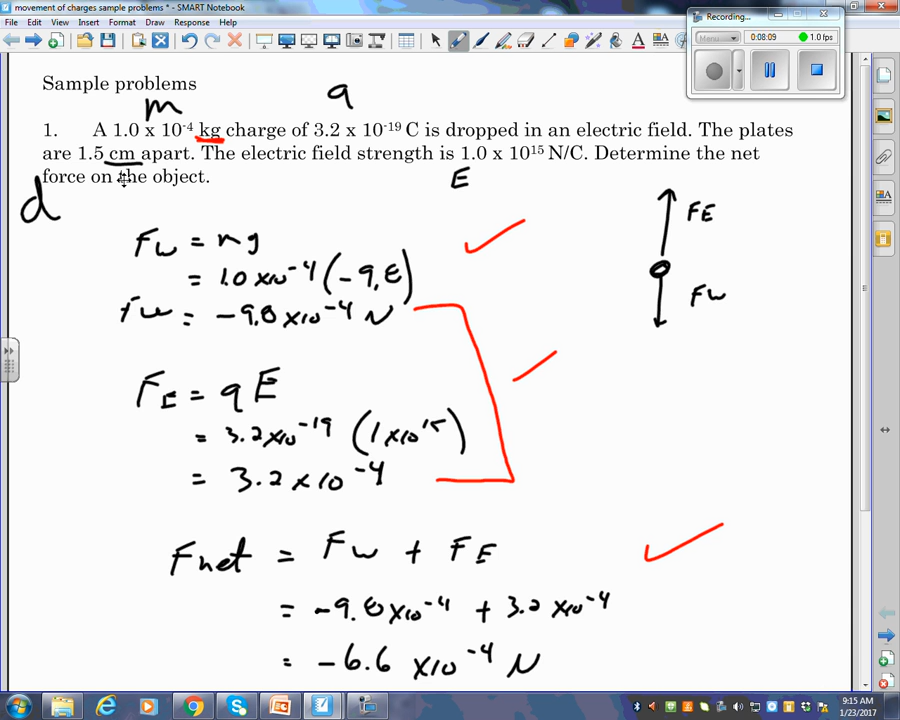 movement of charges sample problems * - SMART Notebook
File Edit View Insert Format Tools Add-ons Draw Response Help
Recording...
Menu 0:08:09 1.0 fps
Sample problems
m q
1. A 1.0 x 10⁻⁴ kg charge of 3.2 x 10⁻¹⁹ C is dropped in an electric field. The plates
are 1.5 cm apart. The electric field strength is 1.0 x 10¹⁵ N/C. Determine the net
force on the object.
E
d
FE
Fw
Fw = mg
= 1.0 x10⁻⁴ (-9.8)
Fw = -9.8 x10⁻⁴ N
FE = qE
= 3.2x10⁻¹⁹ (1x10¹⁵)
= 3.2 x10⁻⁴
Fnet = Fw + FE
= -9.8x10⁻⁴ + 3.2 x10⁻⁴
= -6.6 x10⁻⁴ N
9:15 AM
1/23/2017